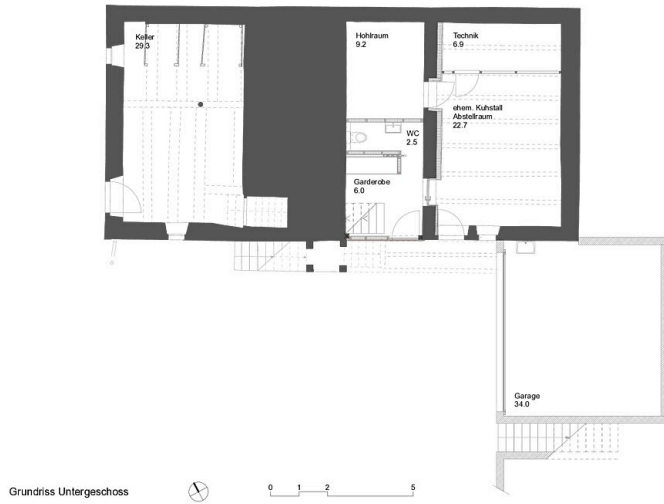 Keller
29.3
Hohlraum
9.2
Technik
6.9
ehem. Kuhstall
Abstellraum
22.7
WC
2.5
Garderobe
6.0
Garage
34.0
Grundriss Untergeschoss
0 1 2 5